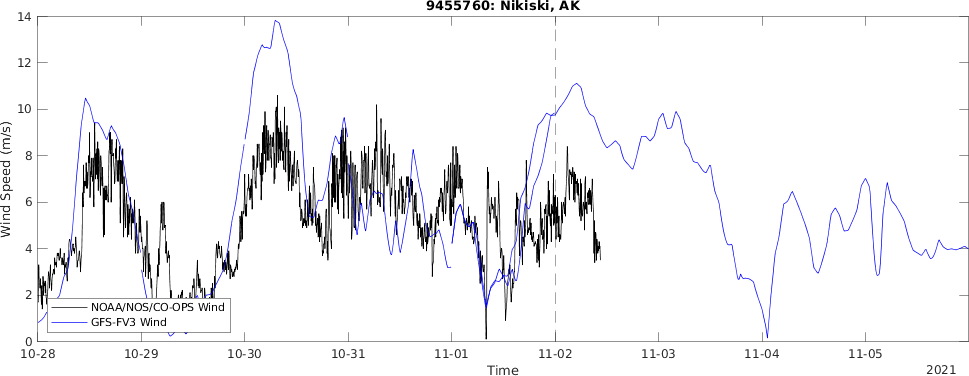 9455760: Nikiski, AK
14
12
10
8
6
4
2
0
Wind Speed (m/s)
NOAA/NOS/CO-OPS Wind
GFS-FV3 Wind
10-28 10-29 10-30 10-31 11-01 11-02 11-03 11-04 11-05
Time
2021